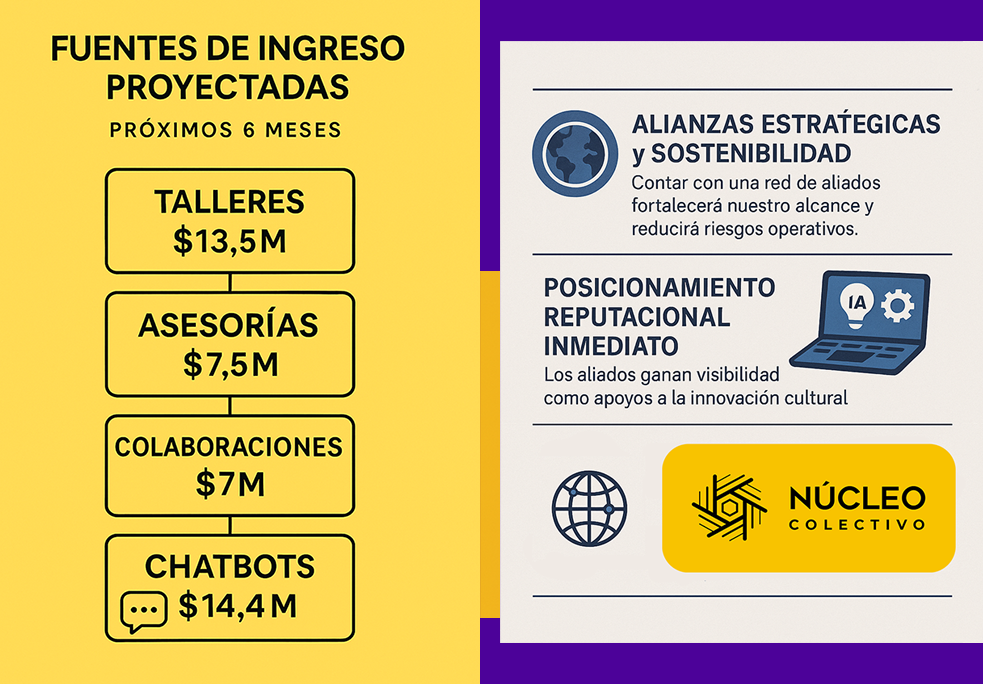 FUENTES DE INGRESO
PROYECTADAS
PRÓXIMOS 6 MESES
TALLERES
$13,5M
ASESORÍAS
$7,5M
COLABORACIONES
$7M
CHATBOTS
$14,4M
ALIANZAS ESTRAŤEGICAS
y SOSTENIBILIDAD
Contar con una red de aliados
fortalecerá nuestro alcance y
reducirá riesgos operativos.
POSICIONAMIENTO
REPUTACIONAL
INMEDIATO
IA
Los aliados ganan visibilidad
como apoyos a la innovación cultural
NÚCLEO
COLECTIVO